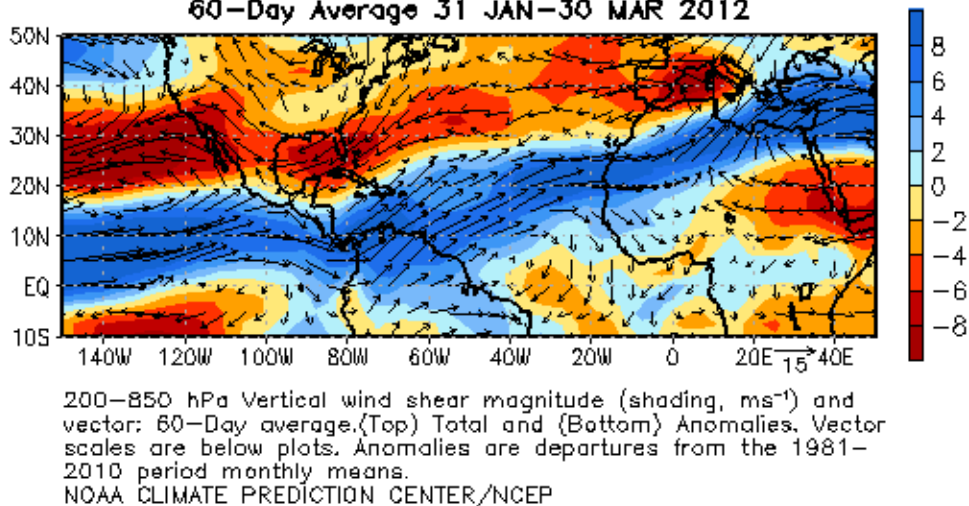 60-Day Average 31 JAN-30 MAR 2012
50N
40N
30N
20N
10N
EQ
10S
140W 120W 100W 80W 60W 40W 20W 0 20E 40E
15
8
6
4
2
0
-2
-4
-6
-8
200-850 hPa Vertical wind shear magnitude (shading, ms⁻¹) and
vector: 60-Day average.(Top) Total and (Bottom) Anomalies. Vector
scales are below plots. Anomalies are departures from the 1981-
2010 period monthly means.
NOAA CLIMATE PREDICTION CENTER/NCEP